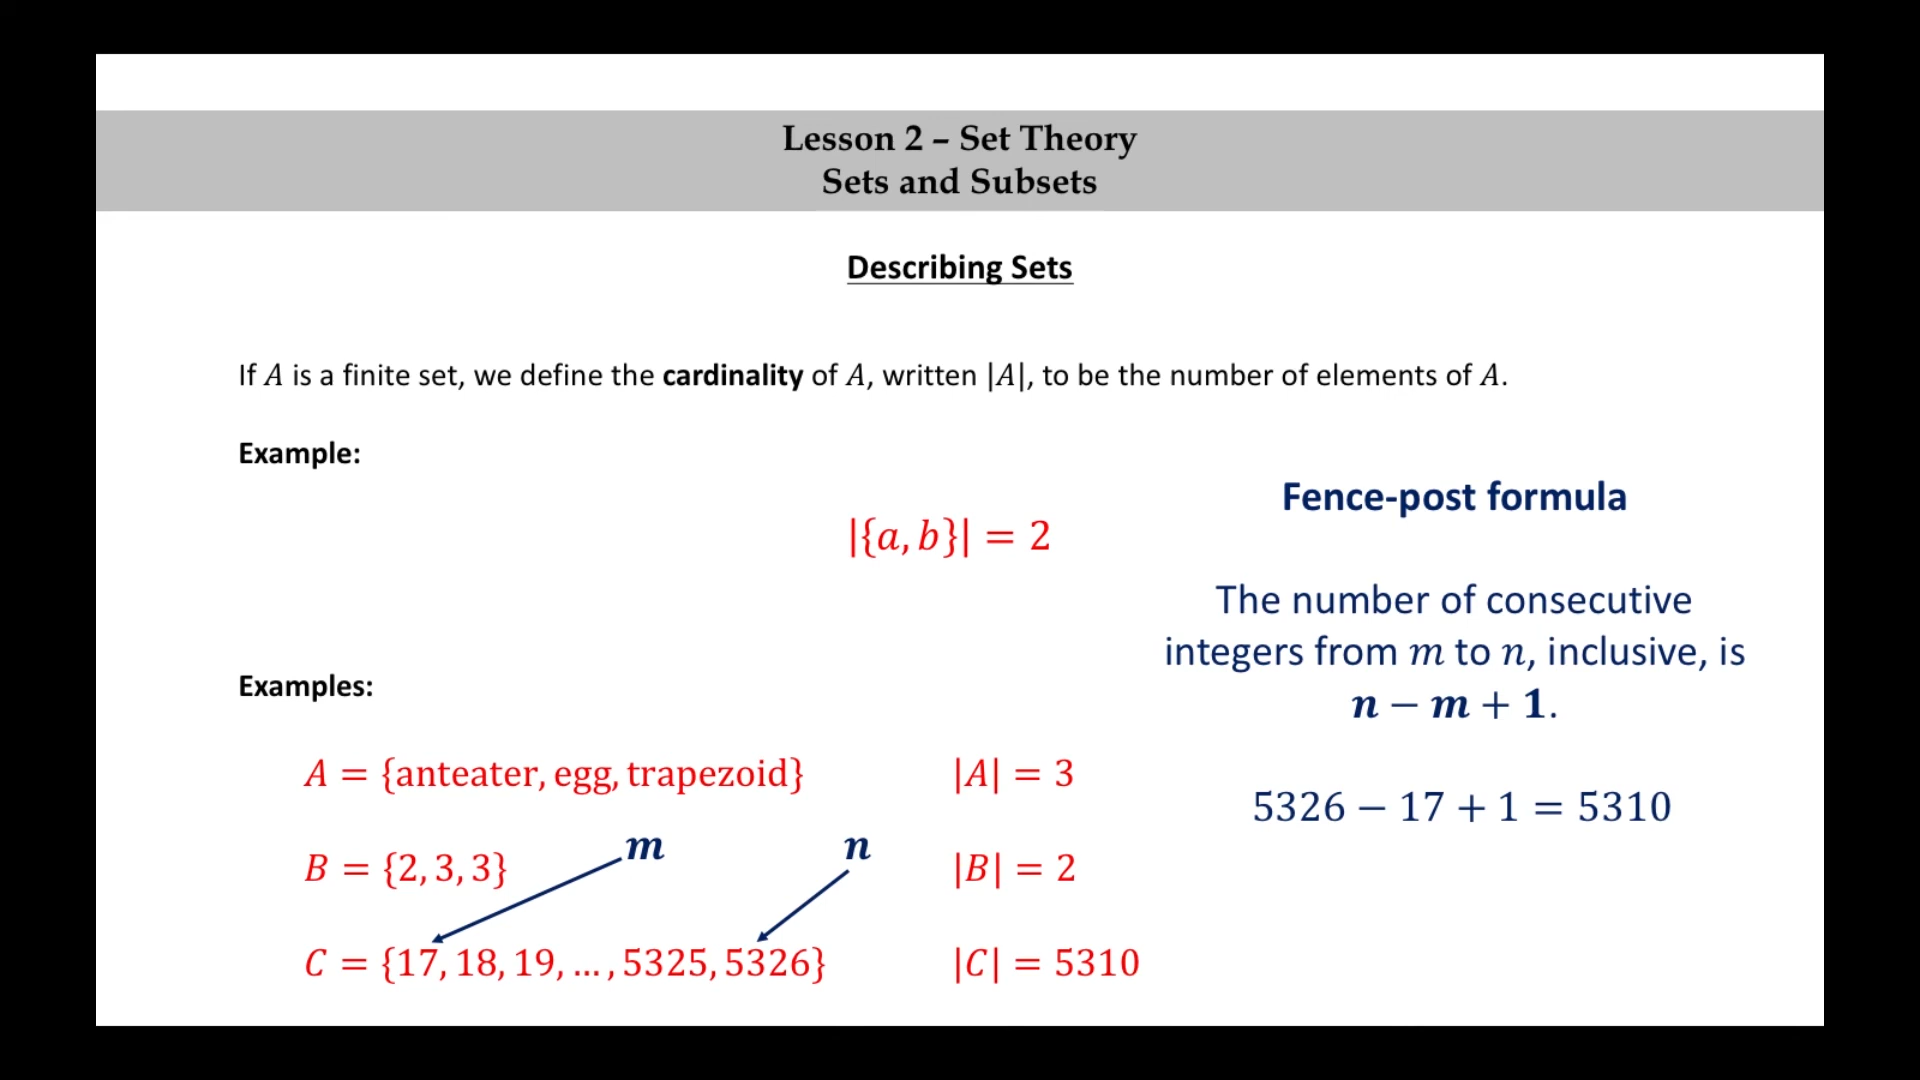 Lesson 2 – Set Theory
Sets and Subsets
Describing Sets
If A is a finite set, we define the cardinality of A, written |A|, to be the number of elements of A.
Example:
|{a, b}| = 2
Fence-post formula
The number of consecutive
integers from m to n, inclusive, is
n − m + 1.
5326 − 17 + 1 = 5310
Examples:
A = {anteater, egg, trapezoid}
|A| = 3
m
n
B = {2, 3, 3}
|B| = 2
C = {17, 18, 19, … , 5325, 5326}
|C| = 5310